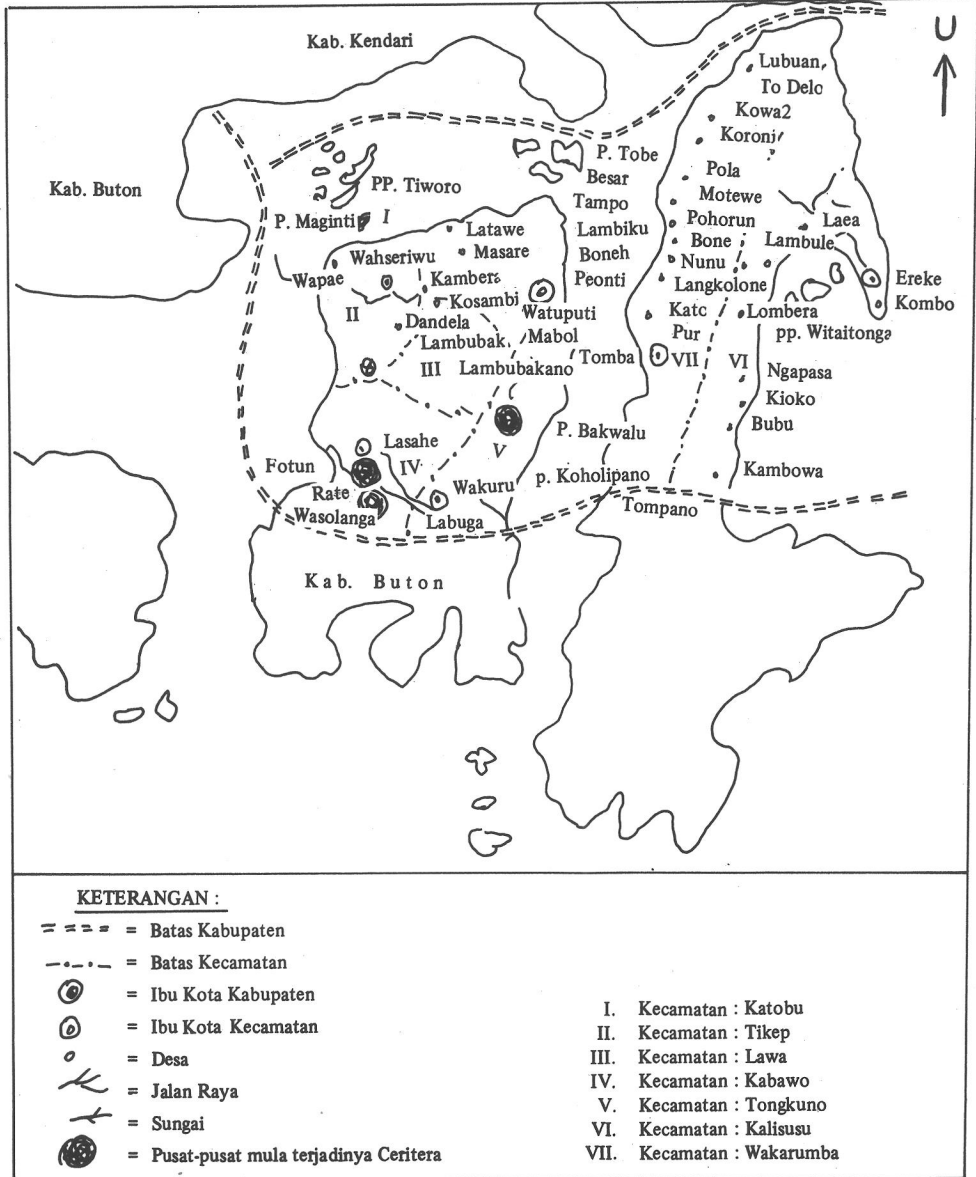 U
Kab. Kendari
Lubuan,
To Delo
Kowa2
Koroni
P. Tobe
Besar
Pola
Kab. Buton
PP. Tiworo
Tampo
Motewe
P. Maginti
I
Latawe
Lambiku
Pohorun
Laea
Wahseriwu
Masare
Boneh
Bone
Lambule
Wapae
Kambera
Peonti
Nunu
Ereke
Kosambi
Langkolone
Kombo
II
Watuputi
Katc
Lombera
Dandela
Mabol
Pur
pp. Witaitonga
Lambubak
Tomba
VII
VI
III
Lambubakano
Ngapasa
Kioko
Bubu
V
P. Bakwalu
Lasahe
Fotun
IV
p. Koholipano
Kambowa
Rate
Wakuru
Wasolanga
Labuga
Tompano
Kab. Buton
KETERANGAN :
= Batas Kabupaten
= Batas Kecamatan
= Ibu Kota Kabupaten
= Ibu Kota Kecamatan
= Desa
= Jalan Raya
= Sungai
= Pusat-pusat mula terjadinya Ceritera
I. Kecamatan : Katobu
II. Kecamatan : Tikep
III. Kecamatan : Lawa
IV. Kecamatan : Kabawo
V. Kecamatan : Tongkuno
VI. Kecamatan : Kalisusu
VII. Kecamatan : Wakarumba